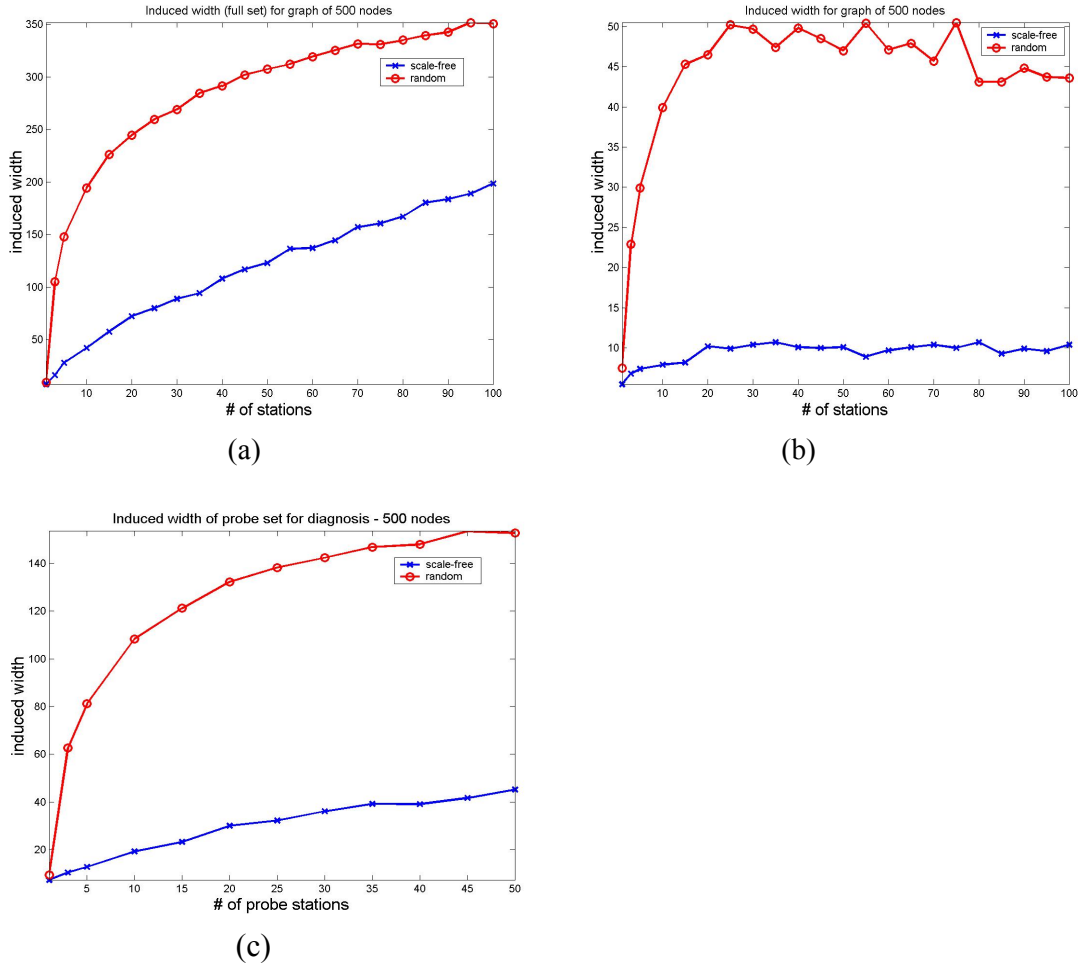 Induced width (full set) for graph of 500 nodes
350
300
250
200
150
100
50
induced width
scale-free
random
10 20 30 40 50 60 70 80 90 100
# of stations
(a)
Induced width for graph of 500 nodes
50
45
40
35
30
25
20
15
10
induced width
scale-free
random
10 20 30 40 50 60 70 80 90 100
# of stations
(b)
Induced width of probe set for diagnosis - 500 nodes
140
120
100
80
60
40
20
induced width
scale-free
random
5 10 15 20 25 30 35 40 45 50
# of probe stations
(c)